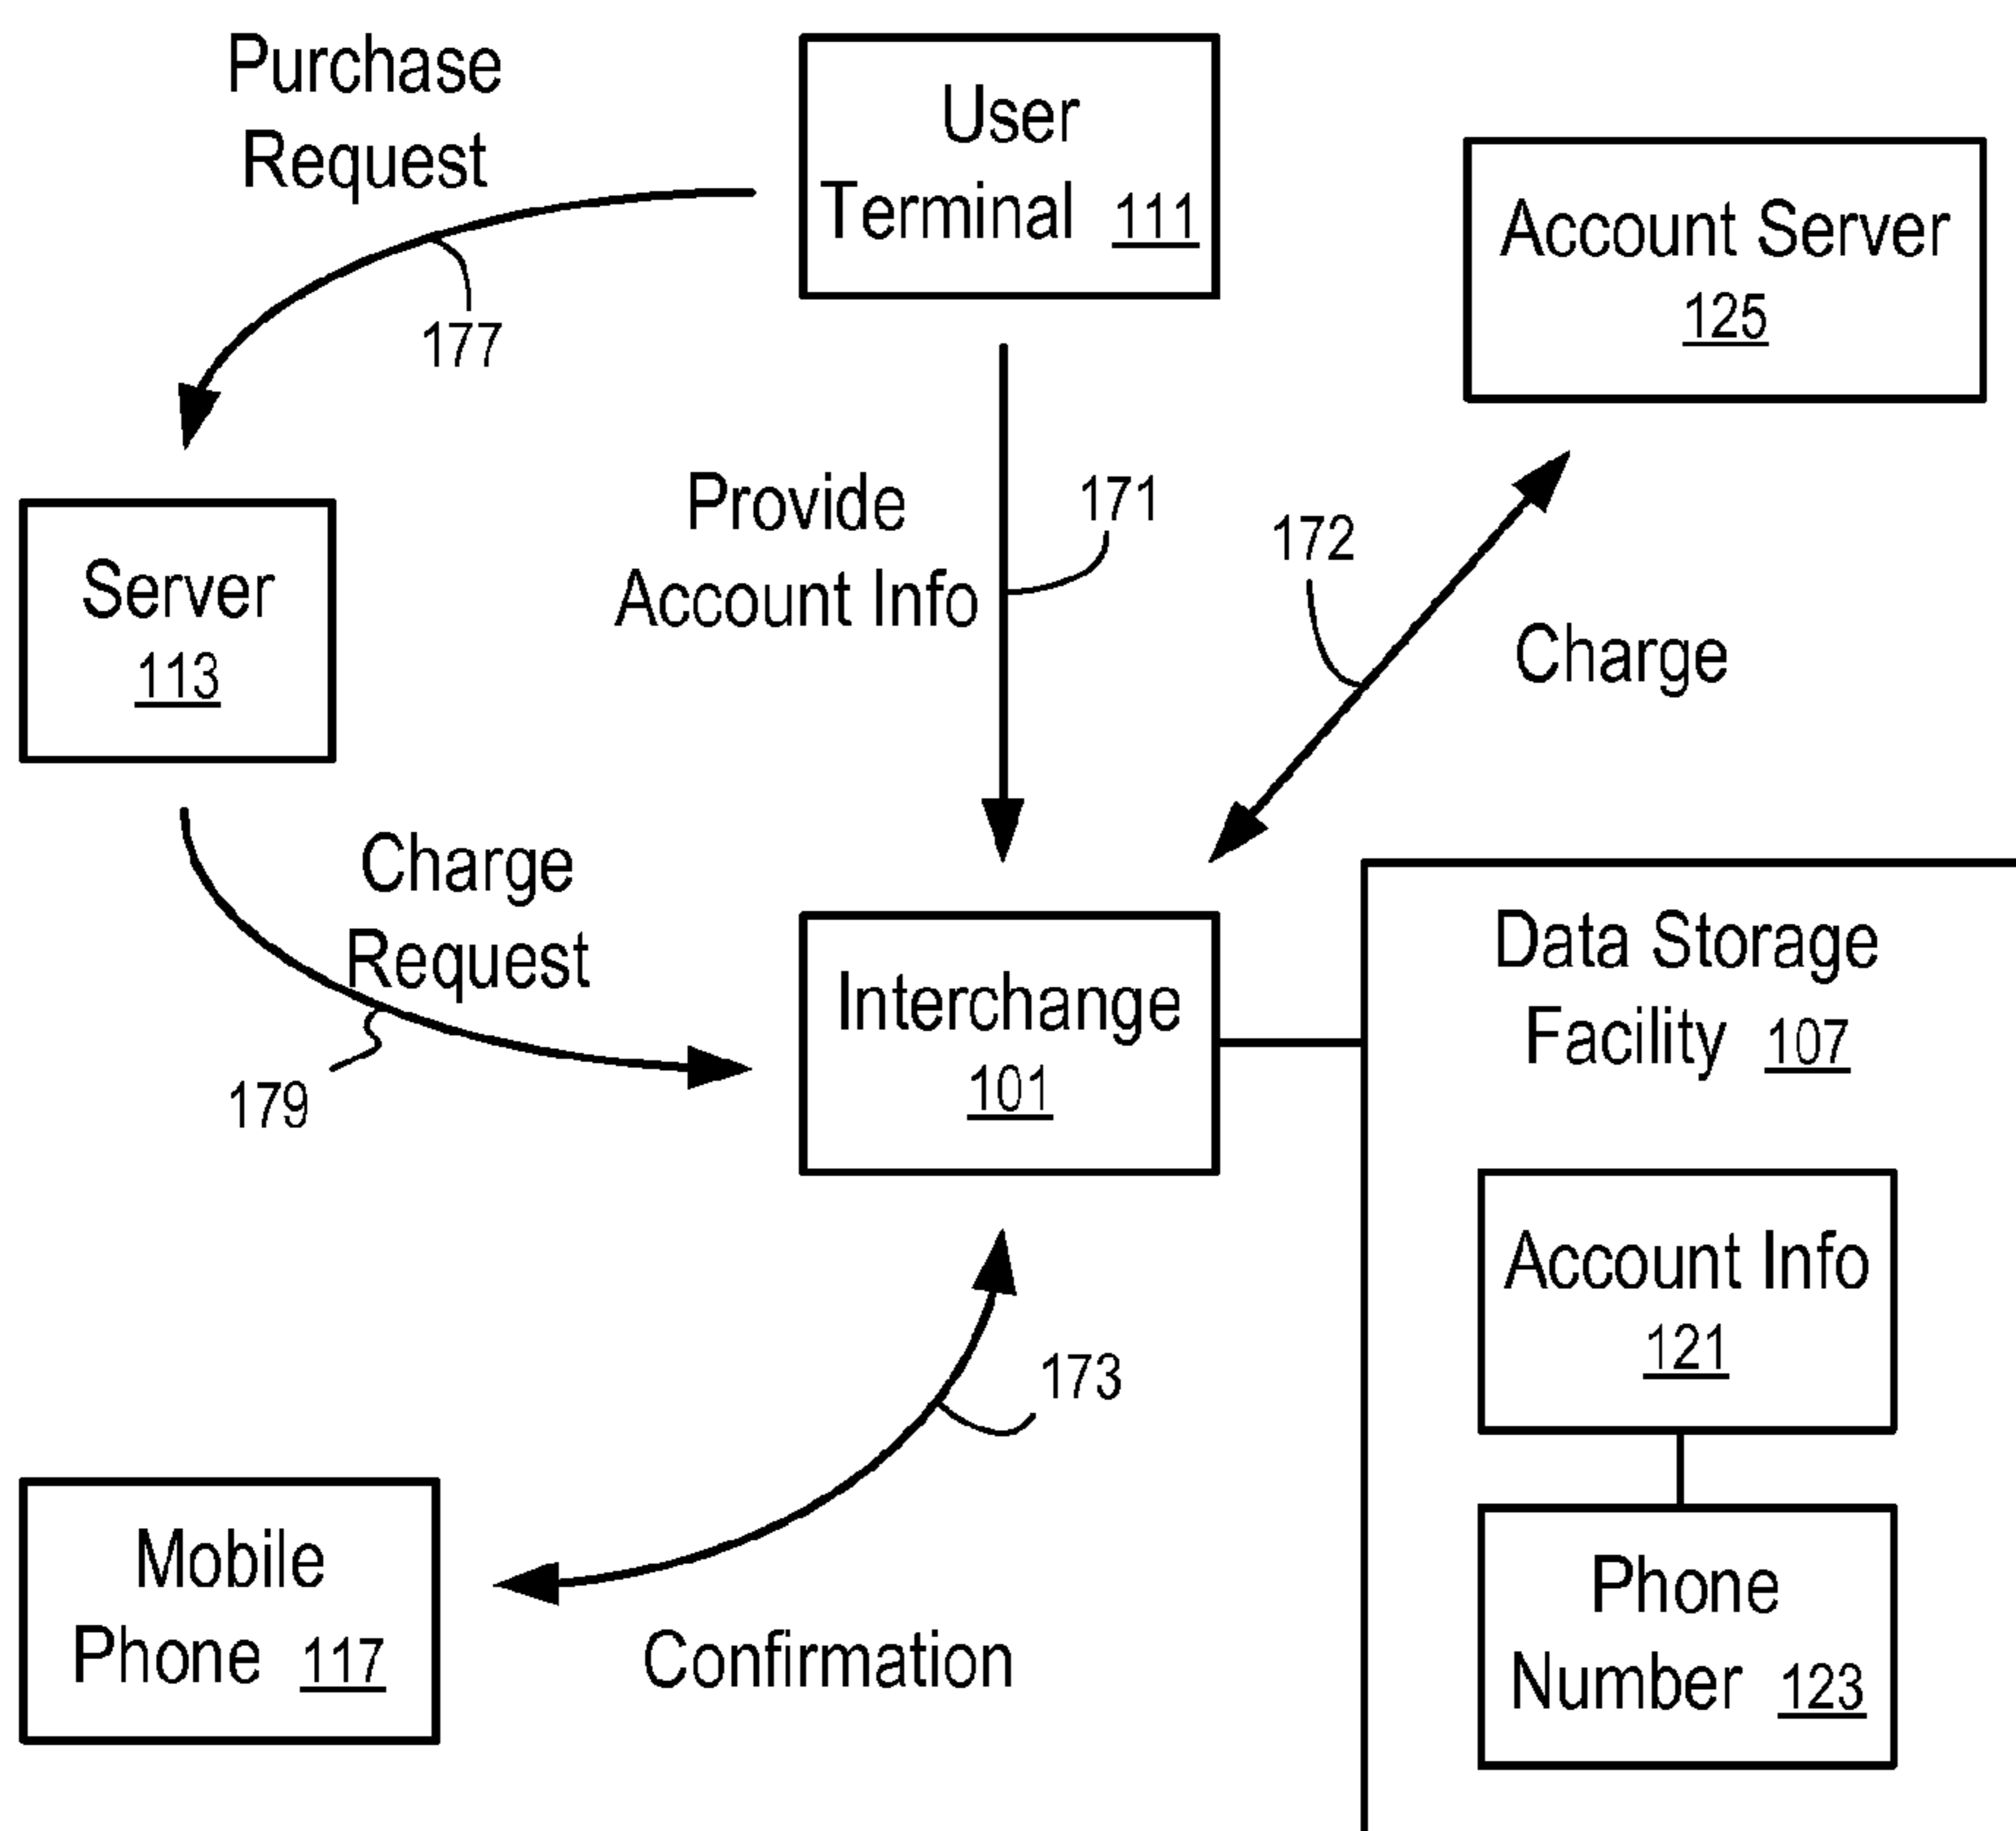 Purchase
Request
177
User
Terminal 111
Account Server
125
Provide
Account Info
171
172
Charge
Server
113
Charge
Request
179
Interchange
101
Data Storage
Facility 107
Account Info
121
Phone
Number 123
173
Mobile
Phone 117
Confirmation